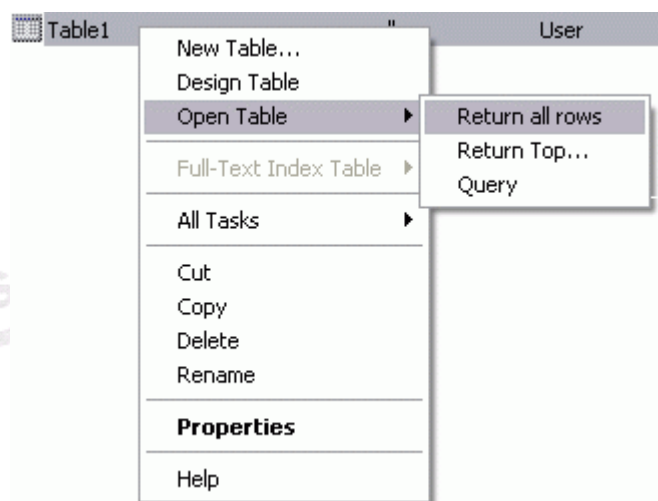 Table1 " User
New Table...
Design Table
Open Table
Return all rows
Return Top...
Query
Full-Text Index Table
All Tasks
Cut
Copy
Delete
Rename
Properties
Help